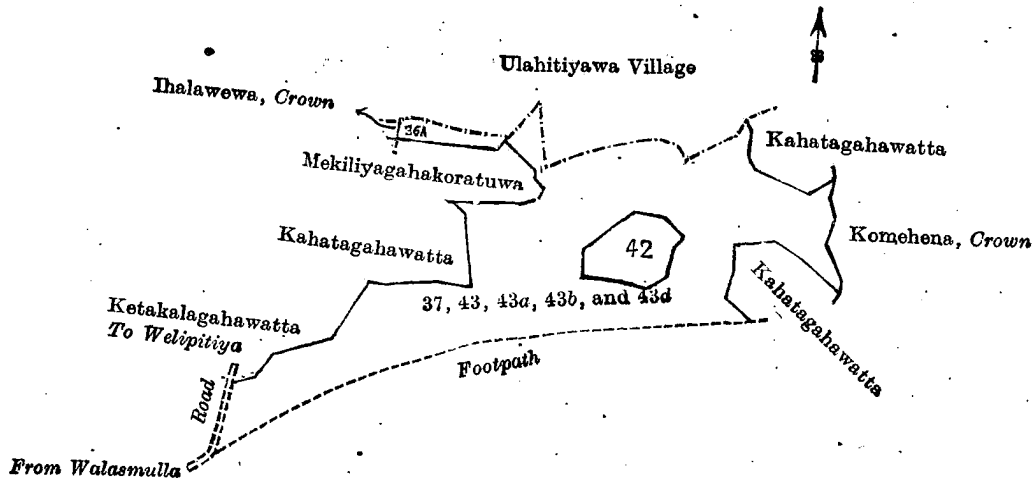 Ulahitiyawa Village
Ihalawewa, Crown
36A
Kahatagahawatta
Mekiliyagahakoratuwa
Kahatagahawatta
42
Komehena, Crown
37, 43, 43a, 43b, and 43d
Kahatagahawatta
Ketakalagahawatta
To Welipitiya
Footpath
Road
From Walasmulla